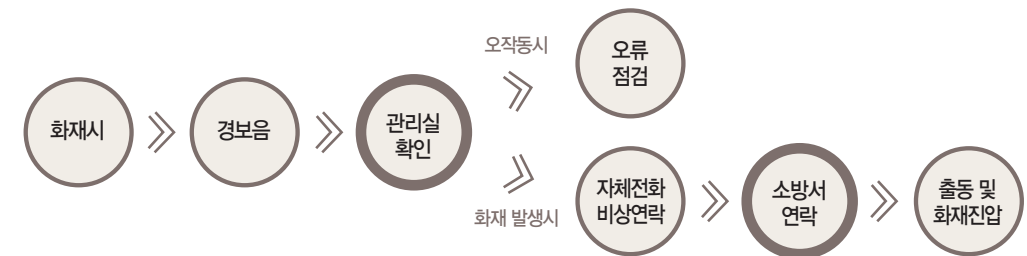 화재시
경보음
관리실
확인
오작동시
오류
점검
화재 발생시
자체전화
비상연락
소방서
연락
출동 및
화재진압